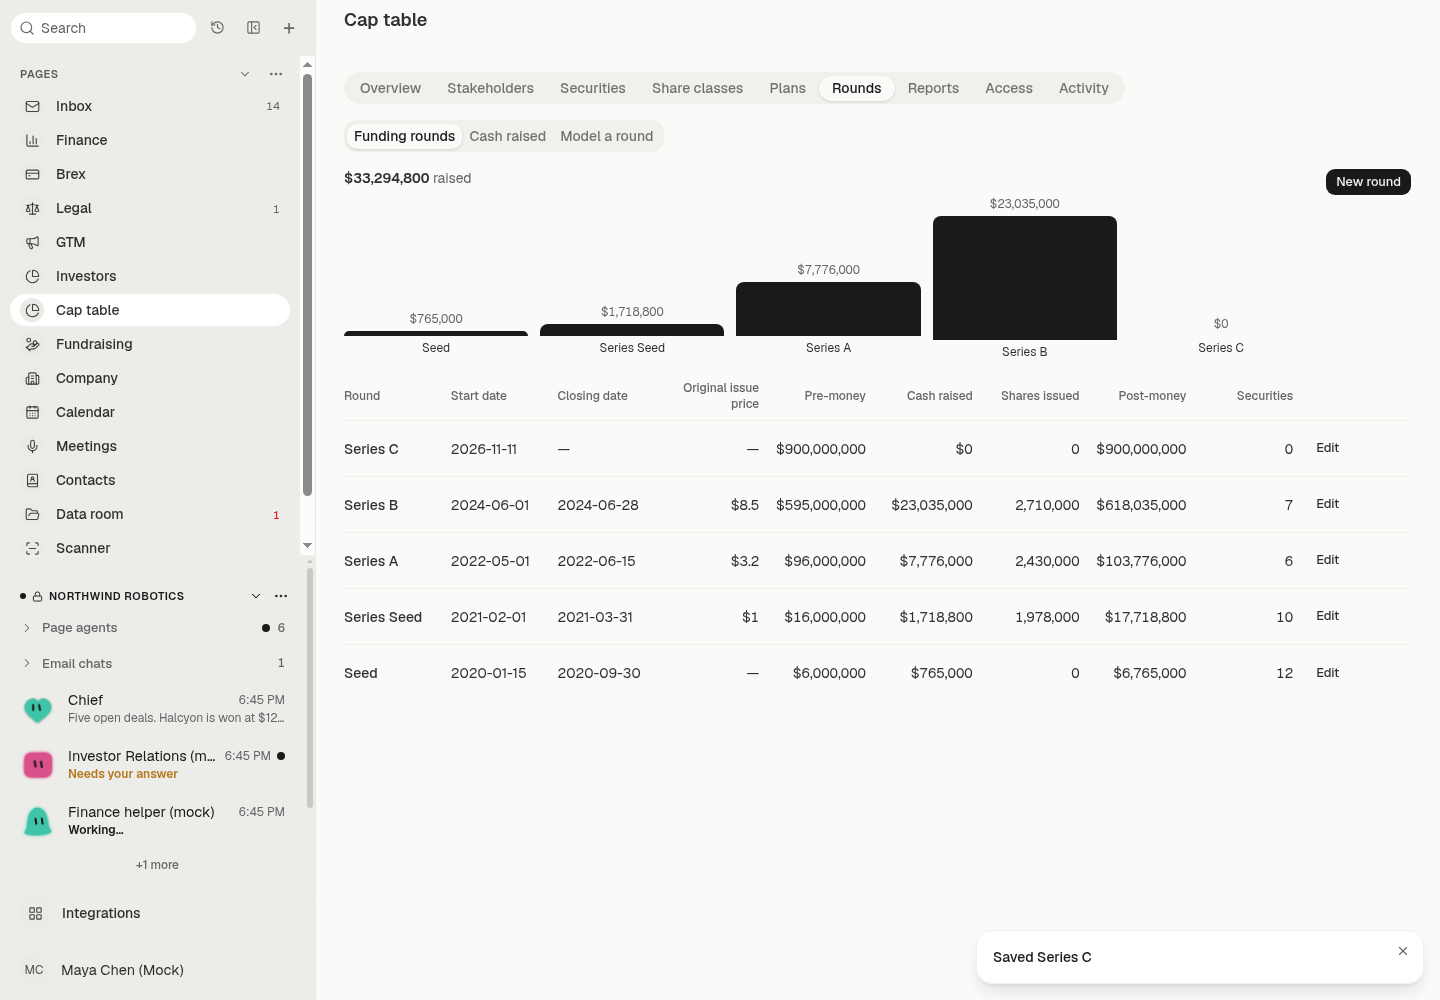 Search
PAGES
Inbox 14
Finance
Brex
Legal 1
GTM
Investors
Cap table
Fundraising
Company
Calendar
Meetings
Contacts
Data room 1
Scanner
NORTHWIND ROBOTICS
Page agents 6
Email chats 1
Chief 6:45 PM
Five open deals. Halcyon is won at $12...
Investor Relations (m... 6:45 PM
Needs your answer
Finance helper (mock) 6:45 PM
Working...
+1 more
Integrations
MC Maya Chen (Mock)
Cap table
Overview Stakeholders Securities Share classes Plans Rounds Reports Access Activity
Funding rounds Cash raised Model a round
$33,294,800 raised
New round
$765,000 $1,718,800 $7,776,000 $23,035,000 $0
Seed Series Seed Series A Series B Series C
Round Start date Closing date Original issue price Pre-money Cash raised Shares issued Post-money Securities
Series C 2026-11-11 — — $900,000,000 $0 0 $900,000,000 0 Edit
Series B 2024-06-01 2024-06-28 $8.5 $595,000,000 $23,035,000 2,710,000 $618,035,000 7 Edit
Series A 2022-05-01 2022-06-15 $3.2 $96,000,000 $7,776,000 2,430,000 $103,776,000 6 Edit
Series Seed 2021-02-01 2021-03-31 $1 $16,000,000 $1,718,800 1,978,000 $17,718,800 10 Edit
Seed 2020-01-15 2020-09-30 — $6,000,000 $765,000 0 $6,765,000 12 Edit
Saved Series C